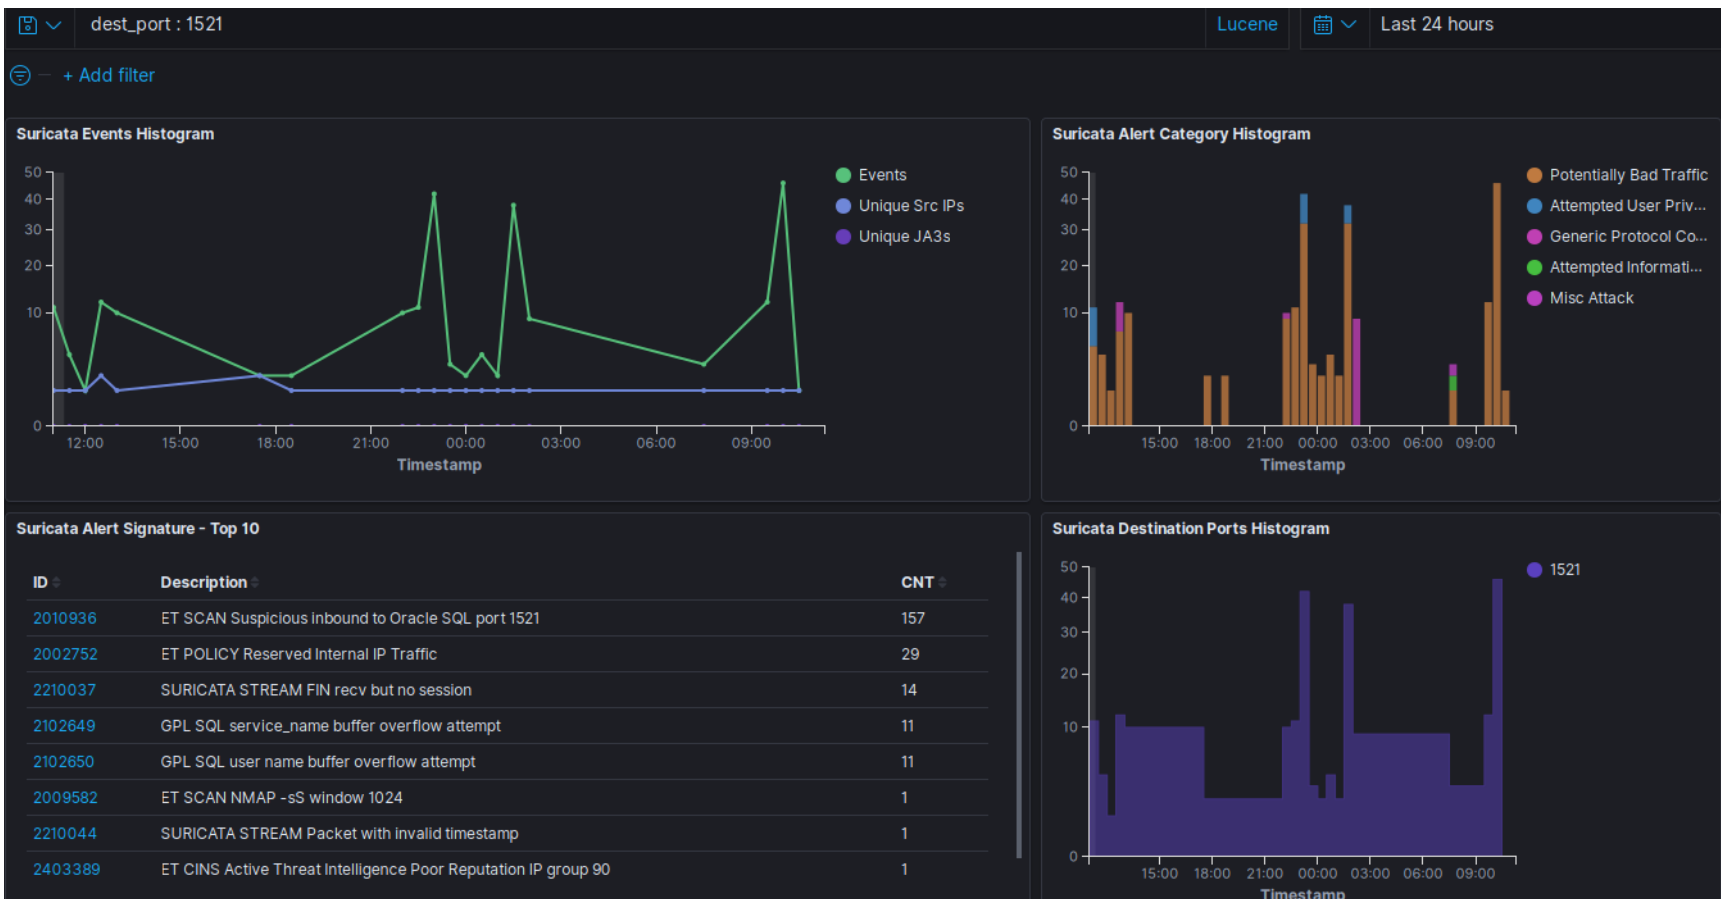 dest_port : 1521
Lucene
Last 24 hours
+ Add filter
Suricata Events Histogram
50
40
30
20
10
0
12:00 15:00 18:00 21:00 00:00 03:00 06:00 09:00
Timestamp
Events
Unique Src IPs
Unique JA3s
Suricata Alert Category Histogram
50
40
30
20
10
0
15:00 18:00 21:00 00:00 03:00 06:00 09:00
Timestamp
Potentially Bad Traffic
Attempted User Priv...
Generic Protocol Co...
Attempted Informati...
Misc Attack
Suricata Alert Signature - Top 10
ID Description CNT
2010936 ET SCAN Suspicious inbound to Oracle SQL port 1521 157
2002752 ET POLICY Reserved Internal IP Traffic 29
2210037 SURICATA STREAM FIN recv but no session 14
2102649 GPL SQL service_name buffer overflow attempt 11
2102650 GPL SQL user name buffer overflow attempt 11
2009582 ET SCAN NMAP -sS window 1024 1
2210044 SURICATA STREAM Packet with invalid timestamp 1
2403389 ET CINS Active Threat Intelligence Poor Reputation IP group 90 1
Suricata Destination Ports Histogram
50
40
30
20
10
0
15:00 18:00 21:00 00:00 03:00 06:00 09:00
Timestamp
1521